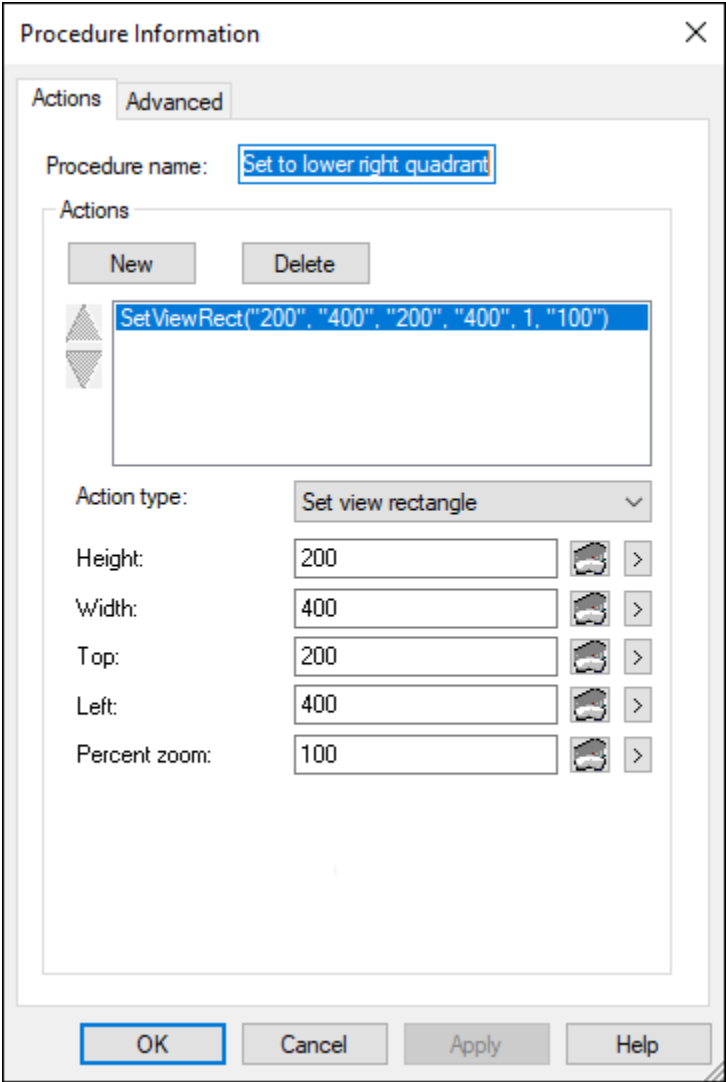 Procedure Information
Actions Advanced
Procedure name: Set to lower right quadrant
Actions
New Delete
SetViewRect("200", "400", "200", "400", 1, "100")
Action type: Set view rectangle
Height: 200 >
Width: 400 >
Top: 200 >
Left: 400 >
Percent zoom: 100 >
OK Cancel Apply Help